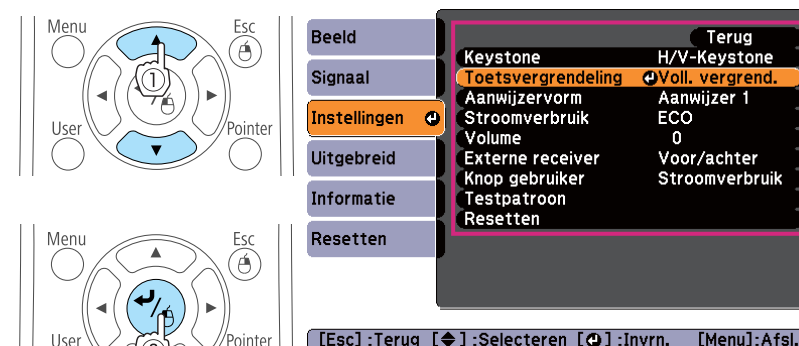 Menu Esc
①
User Pointer
Menu Esc
User Pointer
Beeld
Signaal
Instellingen
Uitgebreid
Informatie
Resetten
Terug
Keystone H/V-Keystone
Toetsvergrendeling Voll. vergrend.
Aanwijzervorm Aanwijzer 1
Stroomverbruik ECO
Volume 0
Externe receiver Voor/achter
Knop gebruiker Stroomverbruik
Testpatroon
Resetten
[Esc] :Terug [◆] :Selecteren [⏎] :Invrn. [Menu]:Afsl.